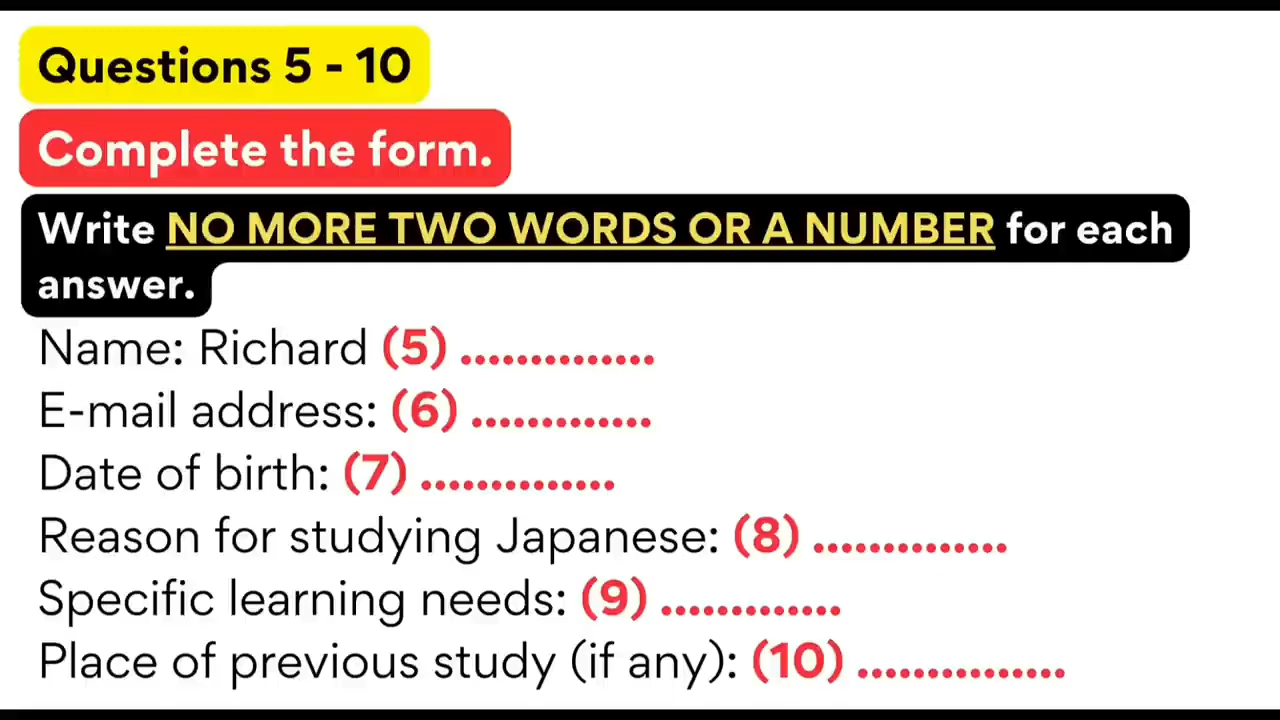 Questions 5 - 10
Complete the form.
Write NO MORE TWO WORDS OR A NUMBER for each
answer.
Name: Richard (5) ..............
E-mail address: (6) .............
Date of birth: (7) ..............
Reason for studying Japanese: (8) ..............
Specific learning needs: (9) .............
Place of previous study (if any): (10) ...............